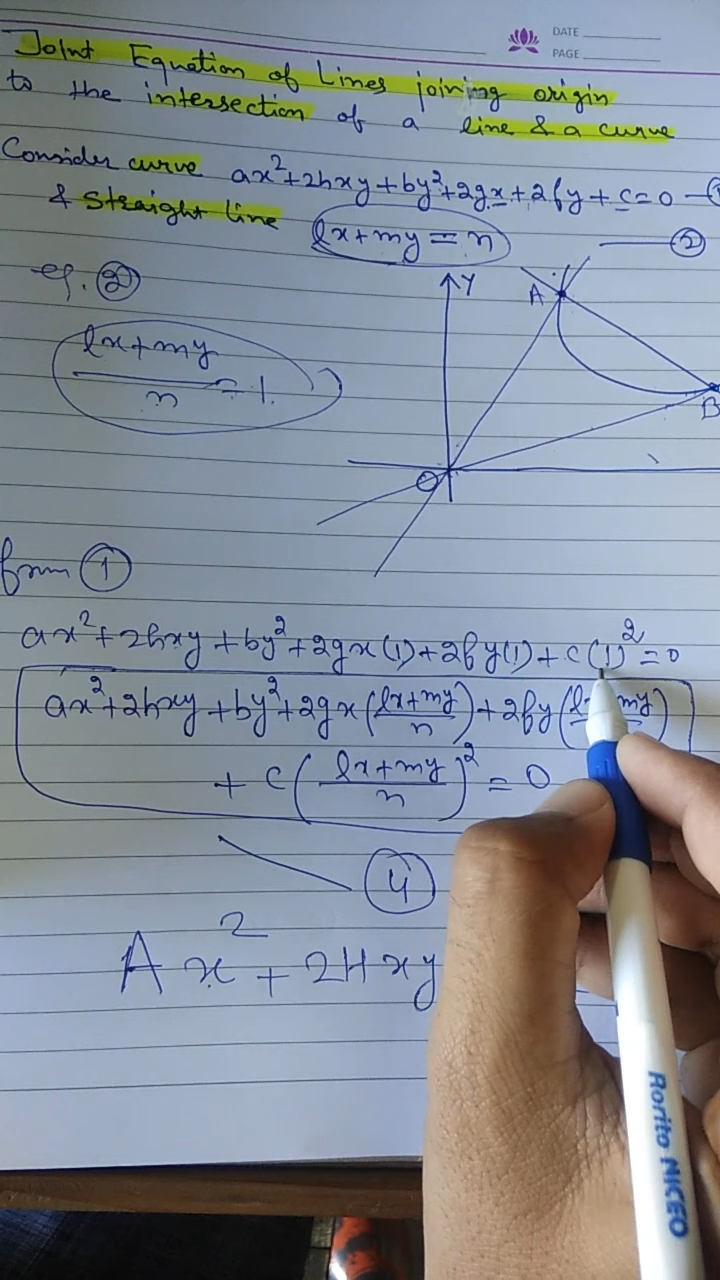 DATE
PAGE
Joint Equation of Lines joining origin
to the intersection of a line & a curve
Consider curve ax²+2hxy+by²+2gx+2fy+c=0 — ①
& straight line lx+my=n — ②
eq. ②
(lx+my)/n = 1.
Y
A
B
O
from ①
ax²+2hxy+by²+2gx(1)+2fy(1)+c(1)²=0
ax²+2hxy+by²+2gx((lx+my)/n)+2fy(
+c((lx+my)/n)²=0
④
Ax²+2Hxy
Rorito NICEO